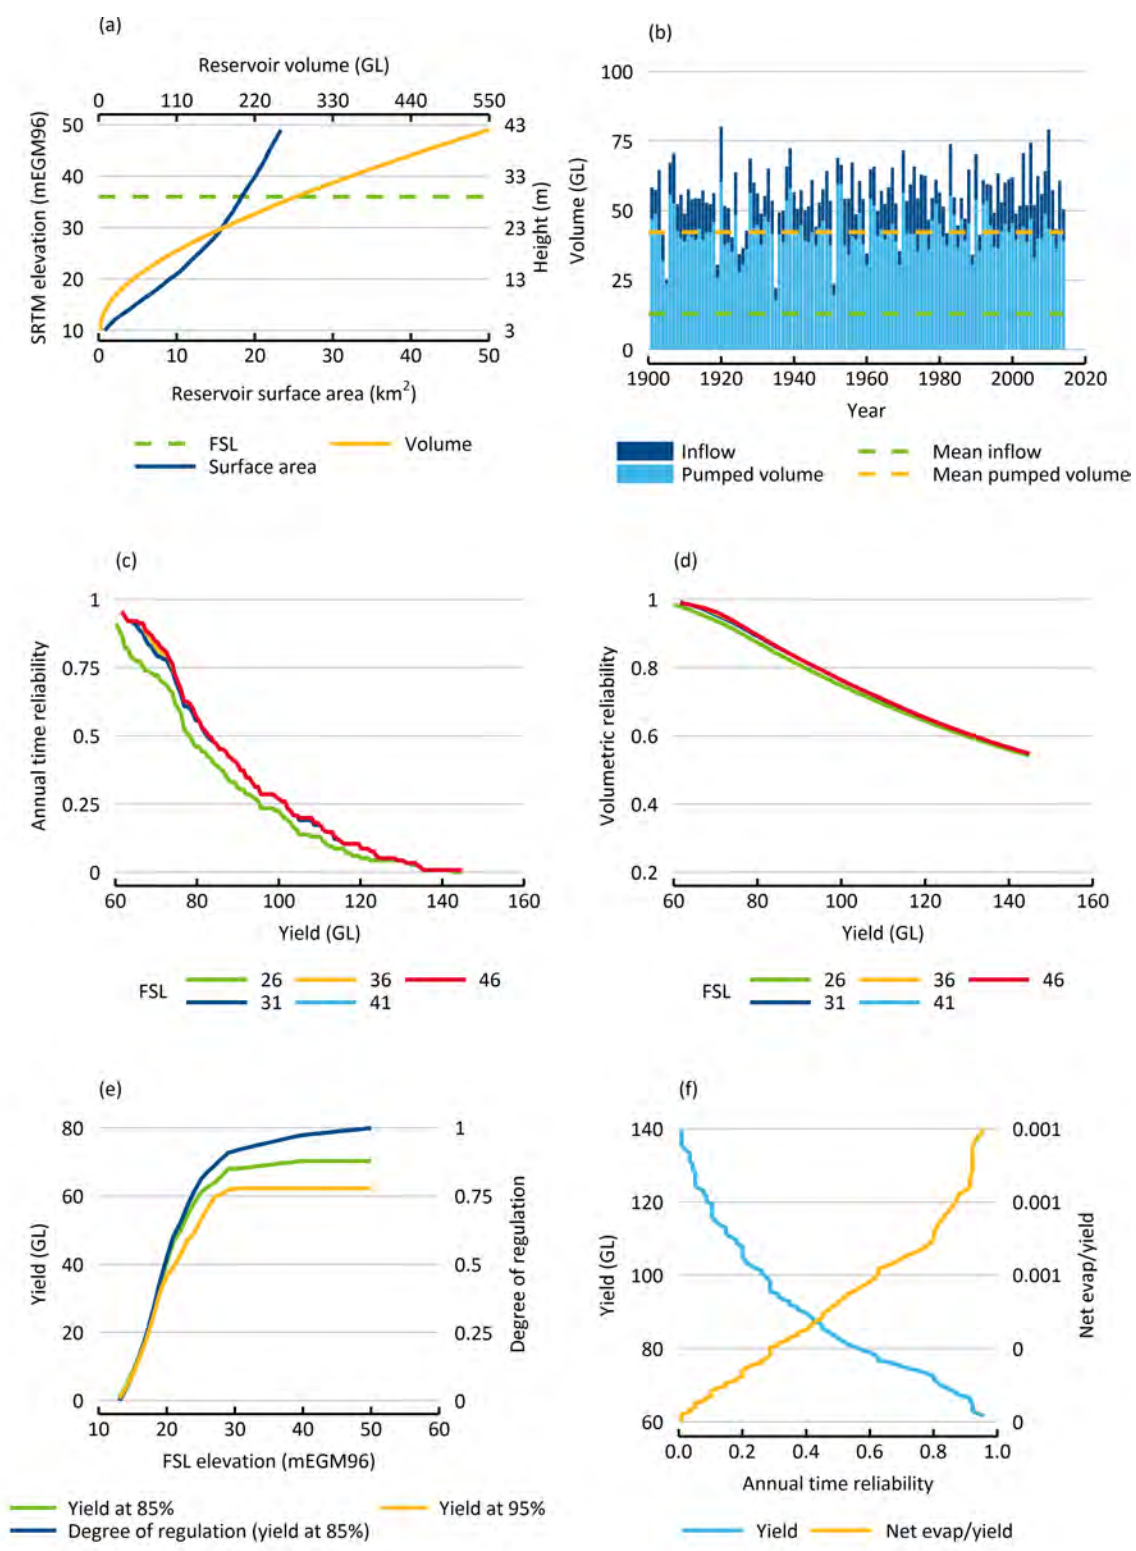 (a)
Reservoir volume (GL)
0 110 220 330 440 550
SRTM elevation (mEGM96)
50 40 30 20 10
43 33 23 13 3
Height (m)
0 10 20 30 40 50
Reservoir surface area (km²)
FSL Volume
Surface area
(b)
Volume (GL)
100
75
50
25
0
1900 1920 1940 1960 1980 2000 2020
Year
Inflow Mean inflow
Pumped volume Mean pumped volume
(c)
Annual time reliability
1
0.75
0.5
0.25
0
60 80 100 120 140 160
Yield (GL)
FSL 26 36 46
31 41
(d)
Volumetric reliability
1
0.8
0.6
0.4
0.2
60 80 100 120 140 160
Yield (GL)
FSL 26 36 46
31 41
(e)
Yield (GL)
80 1
60 0.75
40 0.5
20 0.25
0 0
Degree of regulation
10 20 30 40 50 60
FSL elevation (mEGM96)
Yield at 85% Yield at 95%
Degree of regulation (yield at 85%)
(f)
Yield (GL)
140 0.001
120 0.001
100 0.001
80 0
60 0
Net evap/yield
0.0 0.2 0.4 0.6 0.8 1.0
Annual time reliability
Yield Net evap/yield